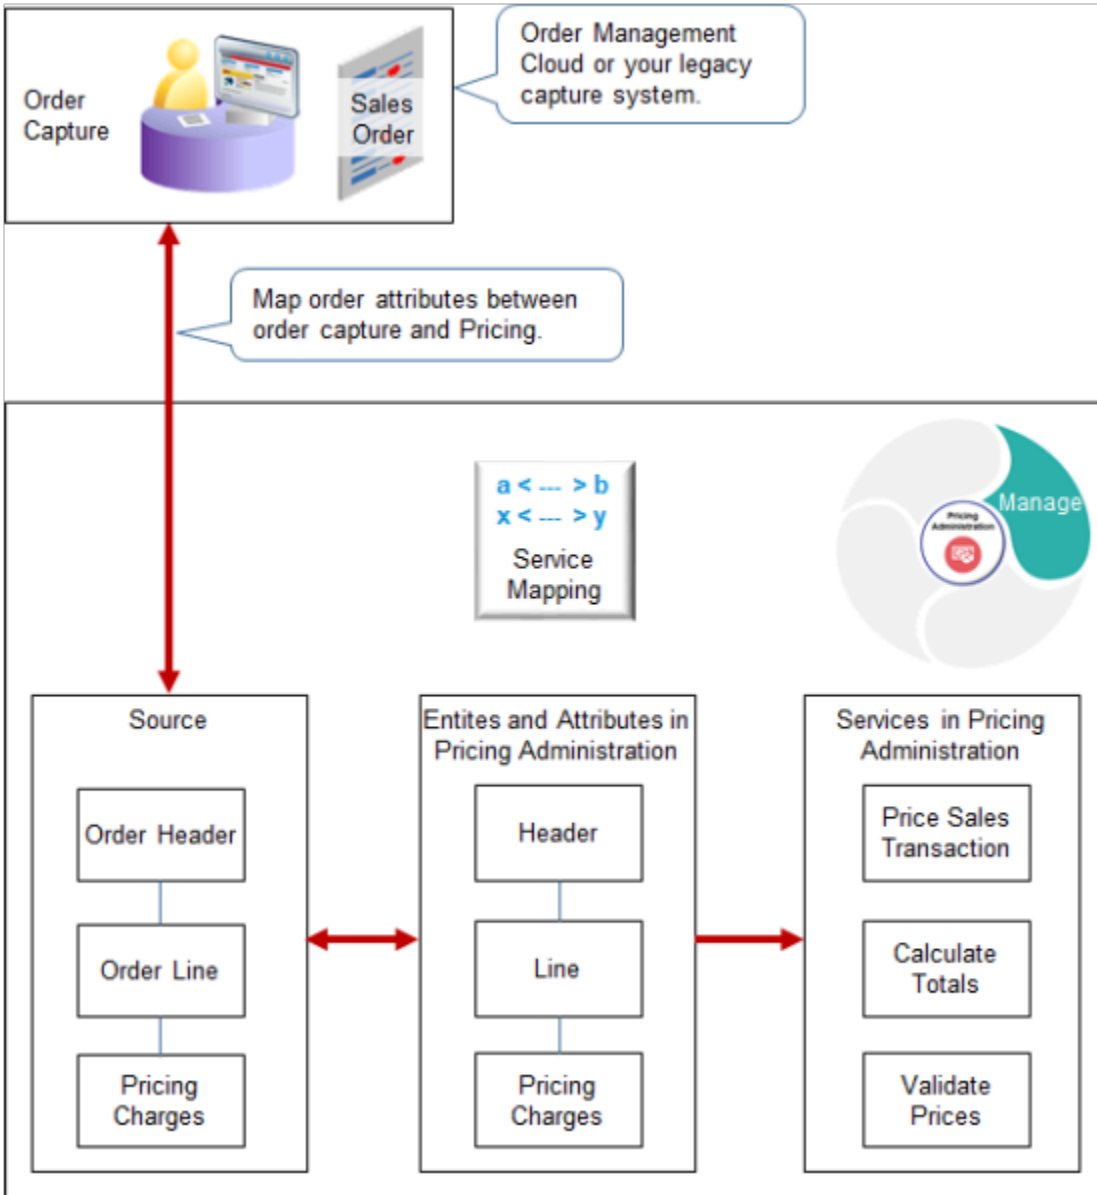 Order
Capture
Sales
Order
Order Management
Cloud or your legacy
capture system.
Map order attributes between
order capture and Pricing.
a < --- > b
x < --- > y
Service
Mapping
Manage
Pricing
Administration
Source
Order Header
Order Line
Pricing
Charges
Entites and Attributes in
Pricing Administration
Header
Line
Pricing
Charges
Services in Pricing
Administration
Price Sales
Transaction
Calculate
Totals
Validate
Prices